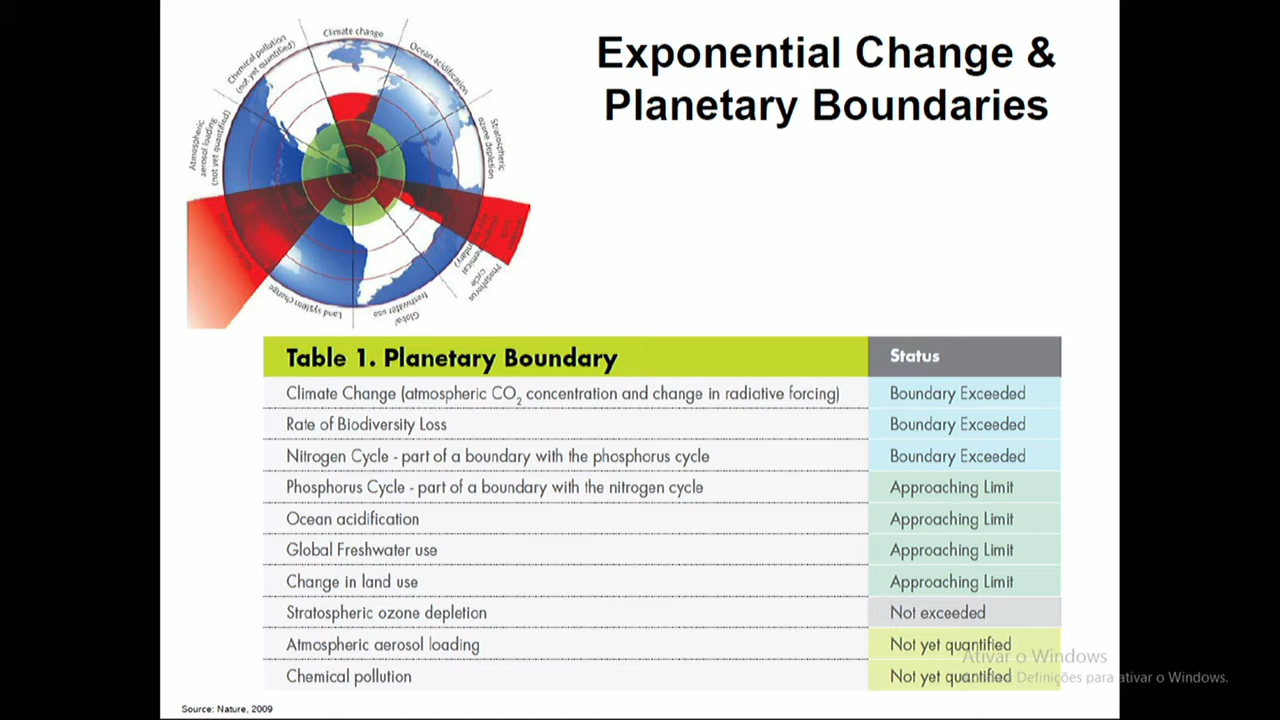 Exponential Change &
Planetary Boundaries
Climate change
Ocean acidification
Stratospheric
ozone depletion
Phosphorus
cycle
Global
freshwater use
Land system change
Atmospheric
aerosol loading
(not yet quantified)
Chemical pollution
(not yet quantified)
Table 1. Planetary Boundary Status
Climate Change (atmospheric CO2 concentration and change in radiative forcing) Boundary Exceeded
Rate of Biodiversity Loss Boundary Exceeded
Nitrogen Cycle - part of a boundary with the phosphorus cycle Boundary Exceeded
Phosphorus Cycle - part of a boundary with the nitrogen cycle Approaching Limit
Ocean acidification Approaching Limit
Global Freshwater use Approaching Limit
Change in land use Approaching Limit
Stratospheric ozone depletion Not exceeded
Atmospheric aerosol loading Not yet quantified
Chemical pollution Not yet quantified
Ativar o Windows
Definições para ativar o Windows.
Source: Nature, 2009